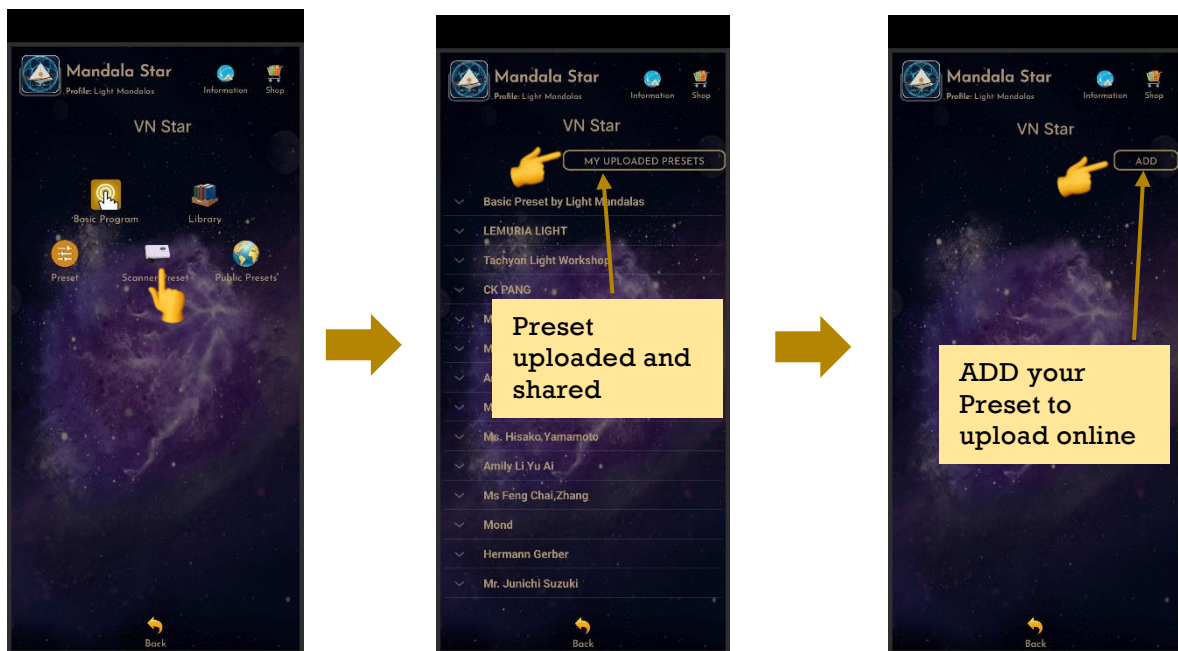 Mandala Star
Profile: Light Mandalas
Information
Shop
VN Star
Basic Program
Library
Preset
Scanner Preset
Public Presets
Back
Mandala Star
Profile: Light Mandalas
Information
Shop
VN Star
MY UPLOADED PRESETS
Basic Preset by Light Mandalas
LEMURIA LIGHT
Tachyon Light Workshop
CK PANG
Preset
uploaded and
shared
Ms. Hisako,Yamamoto
Amily Li Yu Ai
Ms Feng Chai,Zhang
Mond
Hermann Gerber
Mr. Junichi Suzuki
Back
Mandala Star
Profile: Light Mandalas
Information
Shop
VN Star
ADD
ADD your
Preset to
upload online
Back